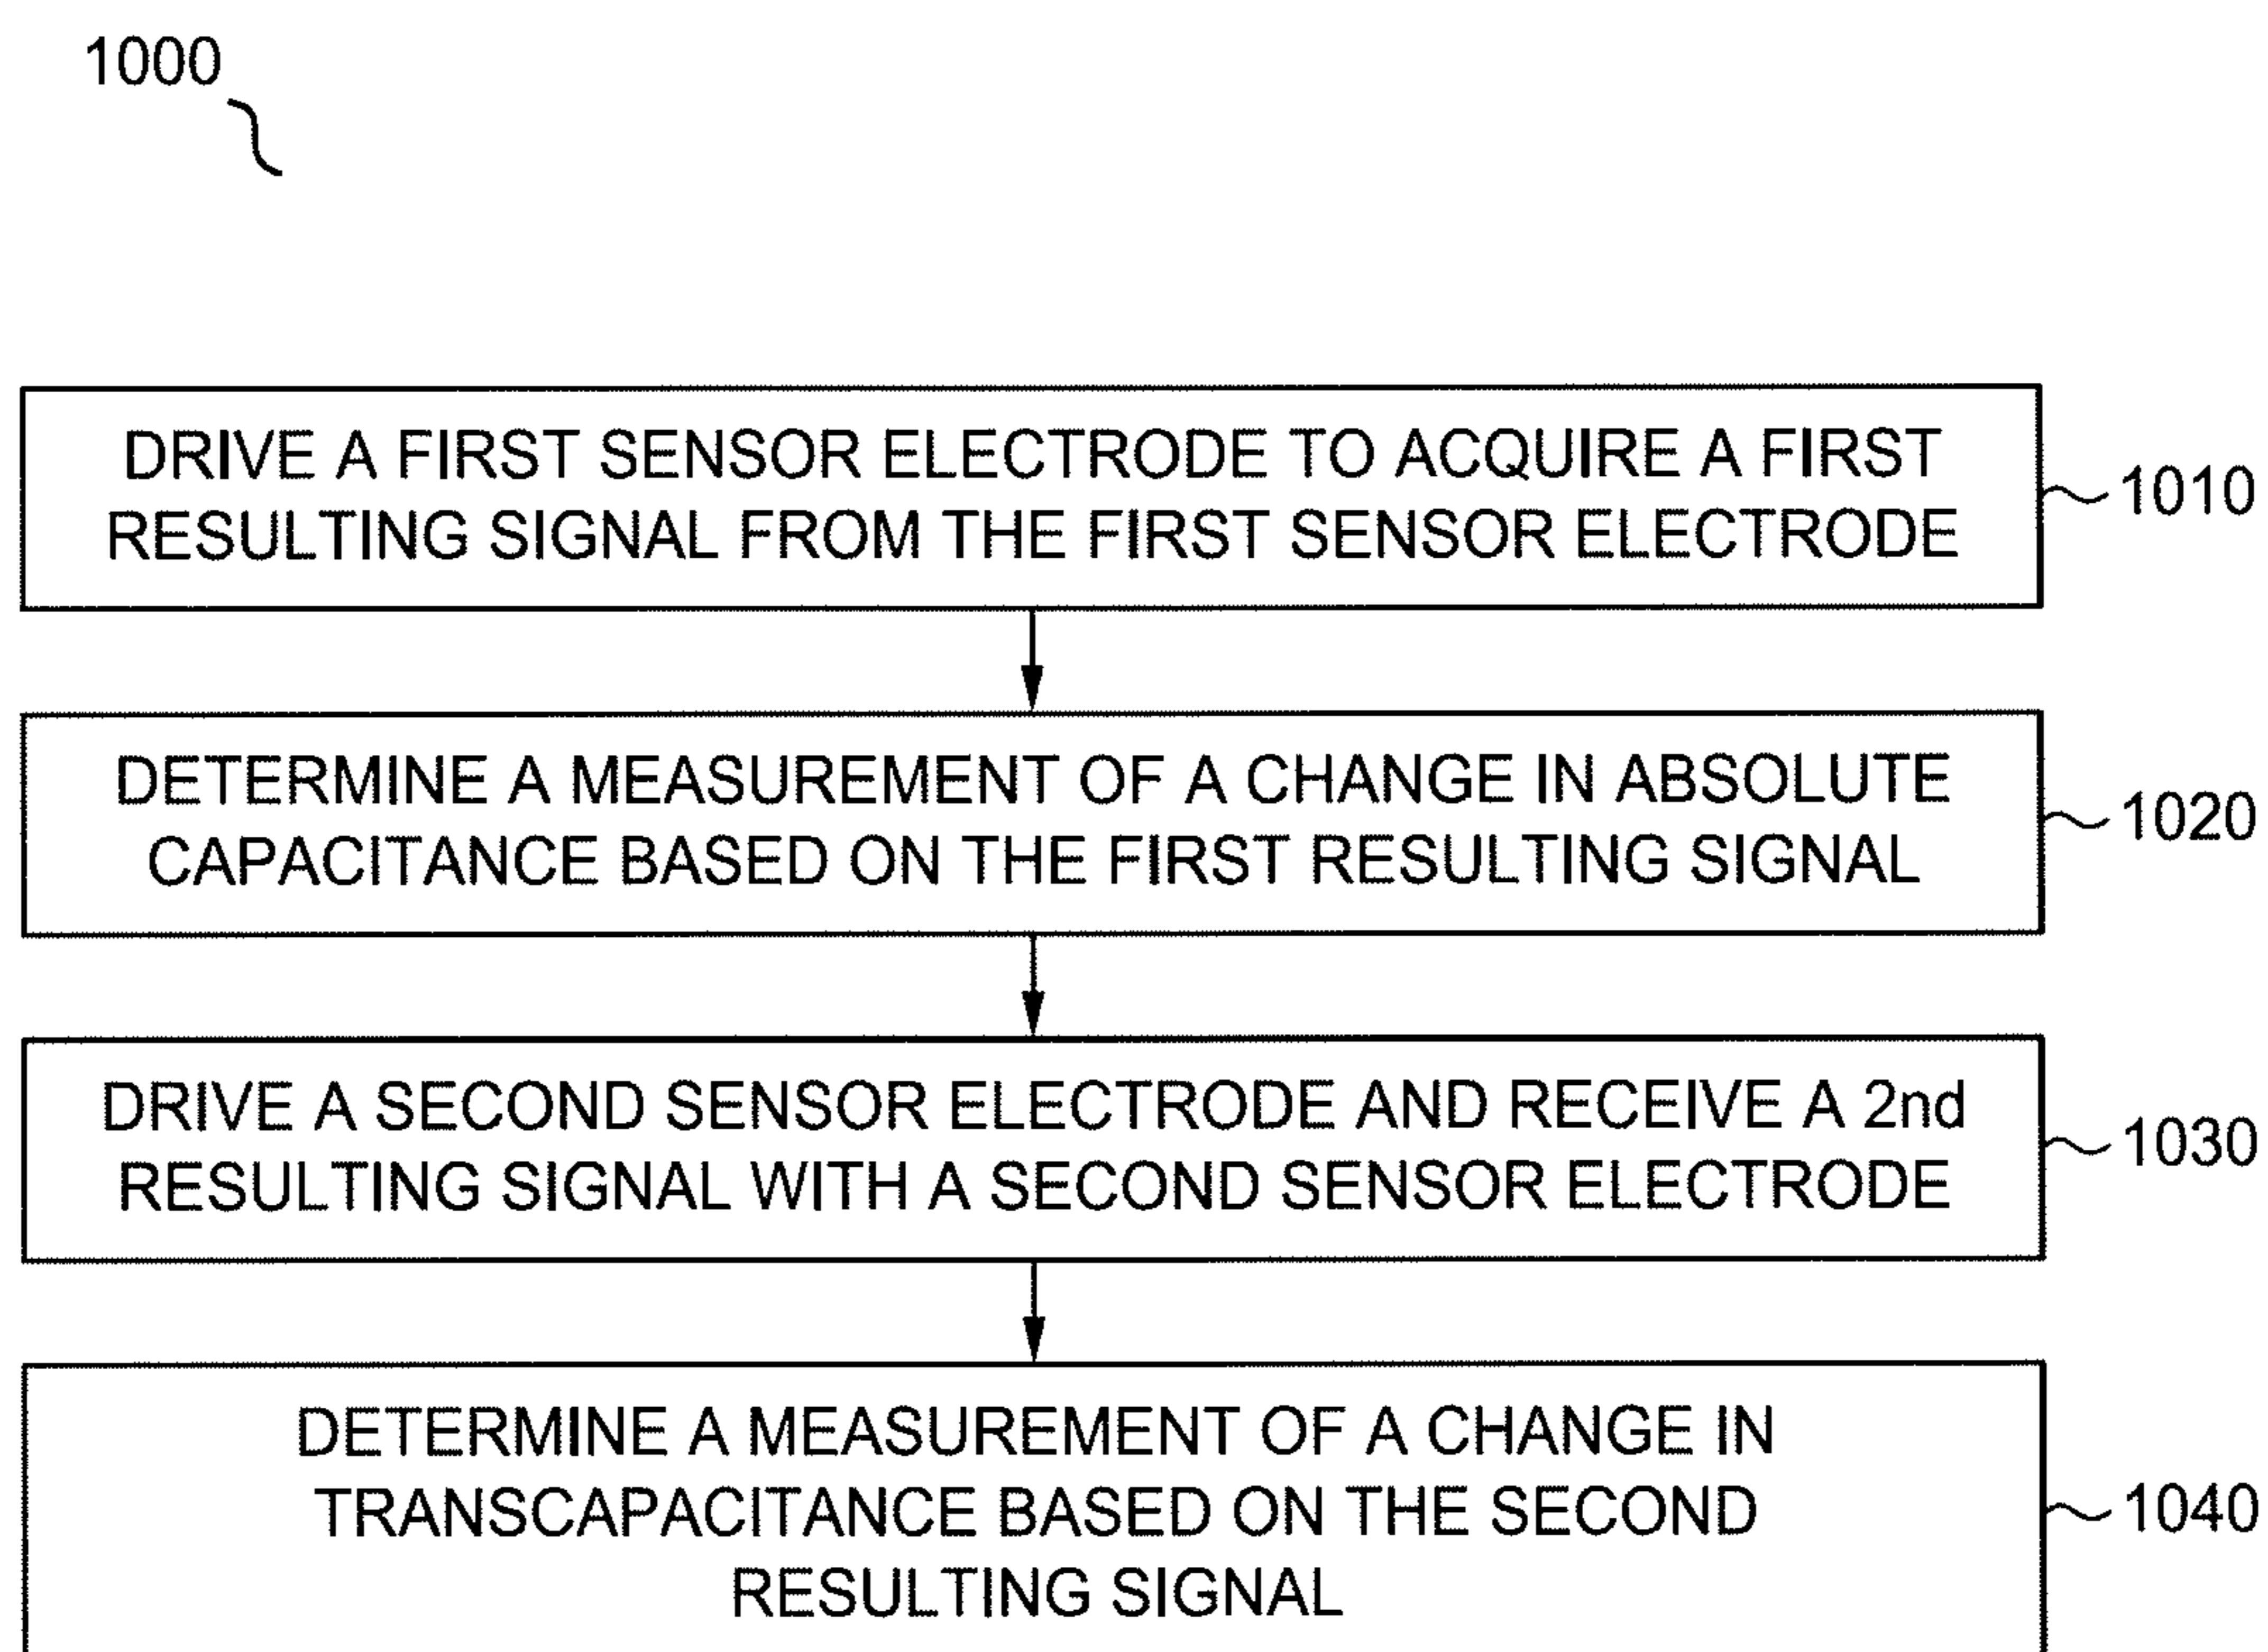 1000
DRIVE A FIRST SENSOR ELECTRODE TO ACQUIRE A FIRST
RESULTING SIGNAL FROM THE FIRST SENSOR ELECTRODE
1010
DETERMINE A MEASUREMENT OF A CHANGE IN ABSOLUTE
CAPACITANCE BASED ON THE FIRST RESULTING SIGNAL
1020
DRIVE A SECOND SENSOR ELECTRODE AND RECEIVE A 2nd
RESULTING SIGNAL WITH A SECOND SENSOR ELECTRODE
1030
DETERMINE A MEASUREMENT OF A CHANGE IN
TRANSCAPACITANCE BASED ON THE SECOND
RESULTING SIGNAL
1040